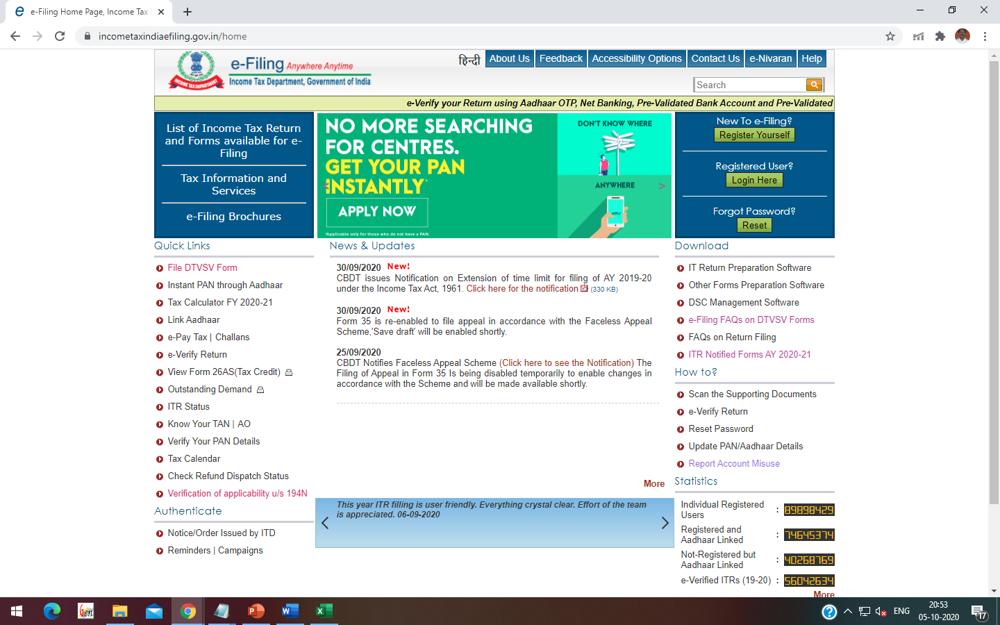 e-Filing Home Page, Income Tax
incometaxindiaefiling.gov.in/home
e-Filing Anywhere Anytime
Income Tax Department, Government of India
INCOME TAX DEPARTMENT
हिन्दी About Us Feedback Accessibility Options Contact Us e-Nivaran Help
Search
e-Verify your Return using Aadhaar OTP, Net Banking, Pre-Validated Bank Account and Pre-Validated
List of Income Tax Return
and Forms available for e-
Filing
Tax Information and
Services
e-Filing Brochures
NO MORE SEARCHING
FOR CENTRES.
GET YOUR PAN
INSTANTLY*
APPLY NOW
*Applicable only for those who do not have a PAN.
DON'T KNOW WHERE
ANYWHERE
APPLY
New To e-Filing?
Register Yourself
Registered User?
Login Here
Forgot Password?
Reset
Quick Links
File DTVSV Form
Instant PAN through Aadhaar
Tax Calculator FY 2020-21
Link Aadhaar
e-Pay Tax | Challans
e-Verify Return
View Form 26AS(Tax Credit)
Outstanding Demand
ITR Status
Know Your TAN | AO
Verify Your PAN Details
Tax Calendar
Check Refund Dispatch Status
Verification of applicability u/s 194N
Authenticate
Notice/Order Issued by ITD
Reminders | Campaigns
News & Updates
30/09/2020 New!
CBDT issues Notification on Extension of time limit for filing of AY 2019-20
under the Income Tax Act, 1961. Click here for the notification (330 KB)
30/09/2020 New!
Form 35 is re-enabled to file appeal in accordance with the Faceless Appeal
Scheme,'Save draft' will be enabled shortly.
25/09/2020
CBDT Notifies Faceless Appeal Scheme (Click here to see the Notification) The
Filing of Appeal in Form 35 Is being disabled temporarily to enable changes in
accordance with the Scheme and will be made available shortly.
More
This year ITR filling is user friendly. Everything crystal clear. Effort of the team
is appreciated. 06-09-2020
Download
IT Return Preparation Software
Other Forms Preparation Software
DSC Management Software
e-Filing FAQs on DTVSV Forms
FAQs on Return Filing
ITR Notified Forms AY 2020-21
How to?
Scan the Supporting Documents
e-Verify Return
Reset Password
Update PAN/Aadhaar Details
Report Account Misuse
Statistics
Individual Registered
Users : 89898429
Registered and
Aadhaar Linked : 74645374
Not-Registered but
Aadhaar Linked : 40268769
e-Verified ITRs (19-20) : 56042634
More
Gen
ENG
20:53
05-10-2020
17